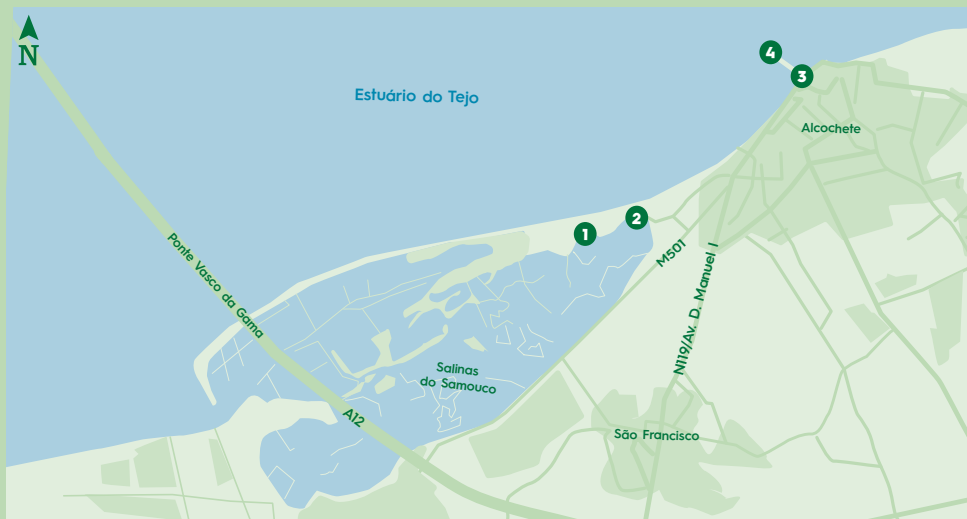 N
4
3
Estuário do Tejo
Alcochete
2
1
M501
Ponte Vasco da Gama
N119/Av. D. Manuel I
Salinas
do Samouco
A12
São Francisco